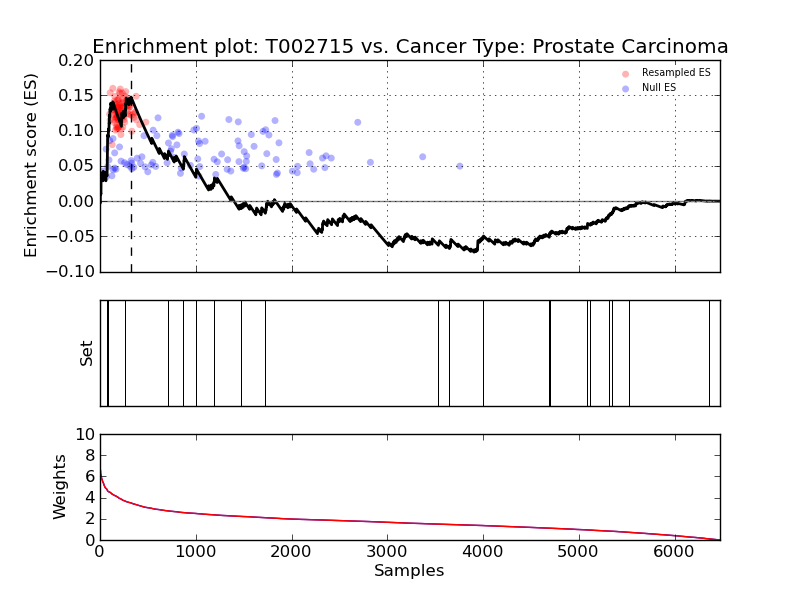 Enrichment plot: T002715 vs. Cancer Type: Prostate Carcinoma
Enrichment score (ES)
0.20
0.15
0.10
0.05
0.00
−0.05
−0.10
Resampled ES
Null ES
Set
Weights
10
8
6
4
2
0
0
1000
2000
3000
4000
5000
6000
Samples